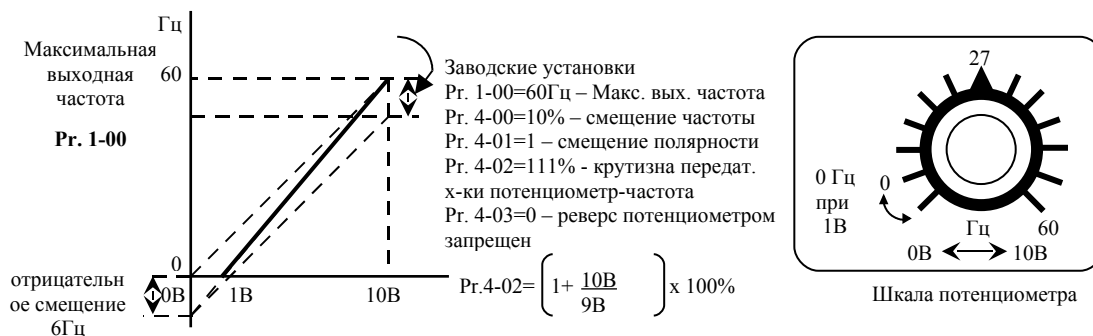 Гц
Максимальная
выходная
частота
Pr. 1-00
60
0
0В
1В
10В
отрицательн
ое смещение
6Гц
Заводские установки
Pr. 1-00=60Гц – Макс. вых. частота
Pr. 4-00=10% – смещение частоты
Pr. 4-01=1 – смещение полярности
Pr. 4-02=111% - крутизна передат.
х-ки потенциометр-частота
Pr. 4-03=0 – реверс потенциометром
запрещен
Pr.4-02= ( 1+ 10В/9В ) x 100%
27
0 Гц
при
1В
0
60
Гц
0В
10В
Шкала потенциометра